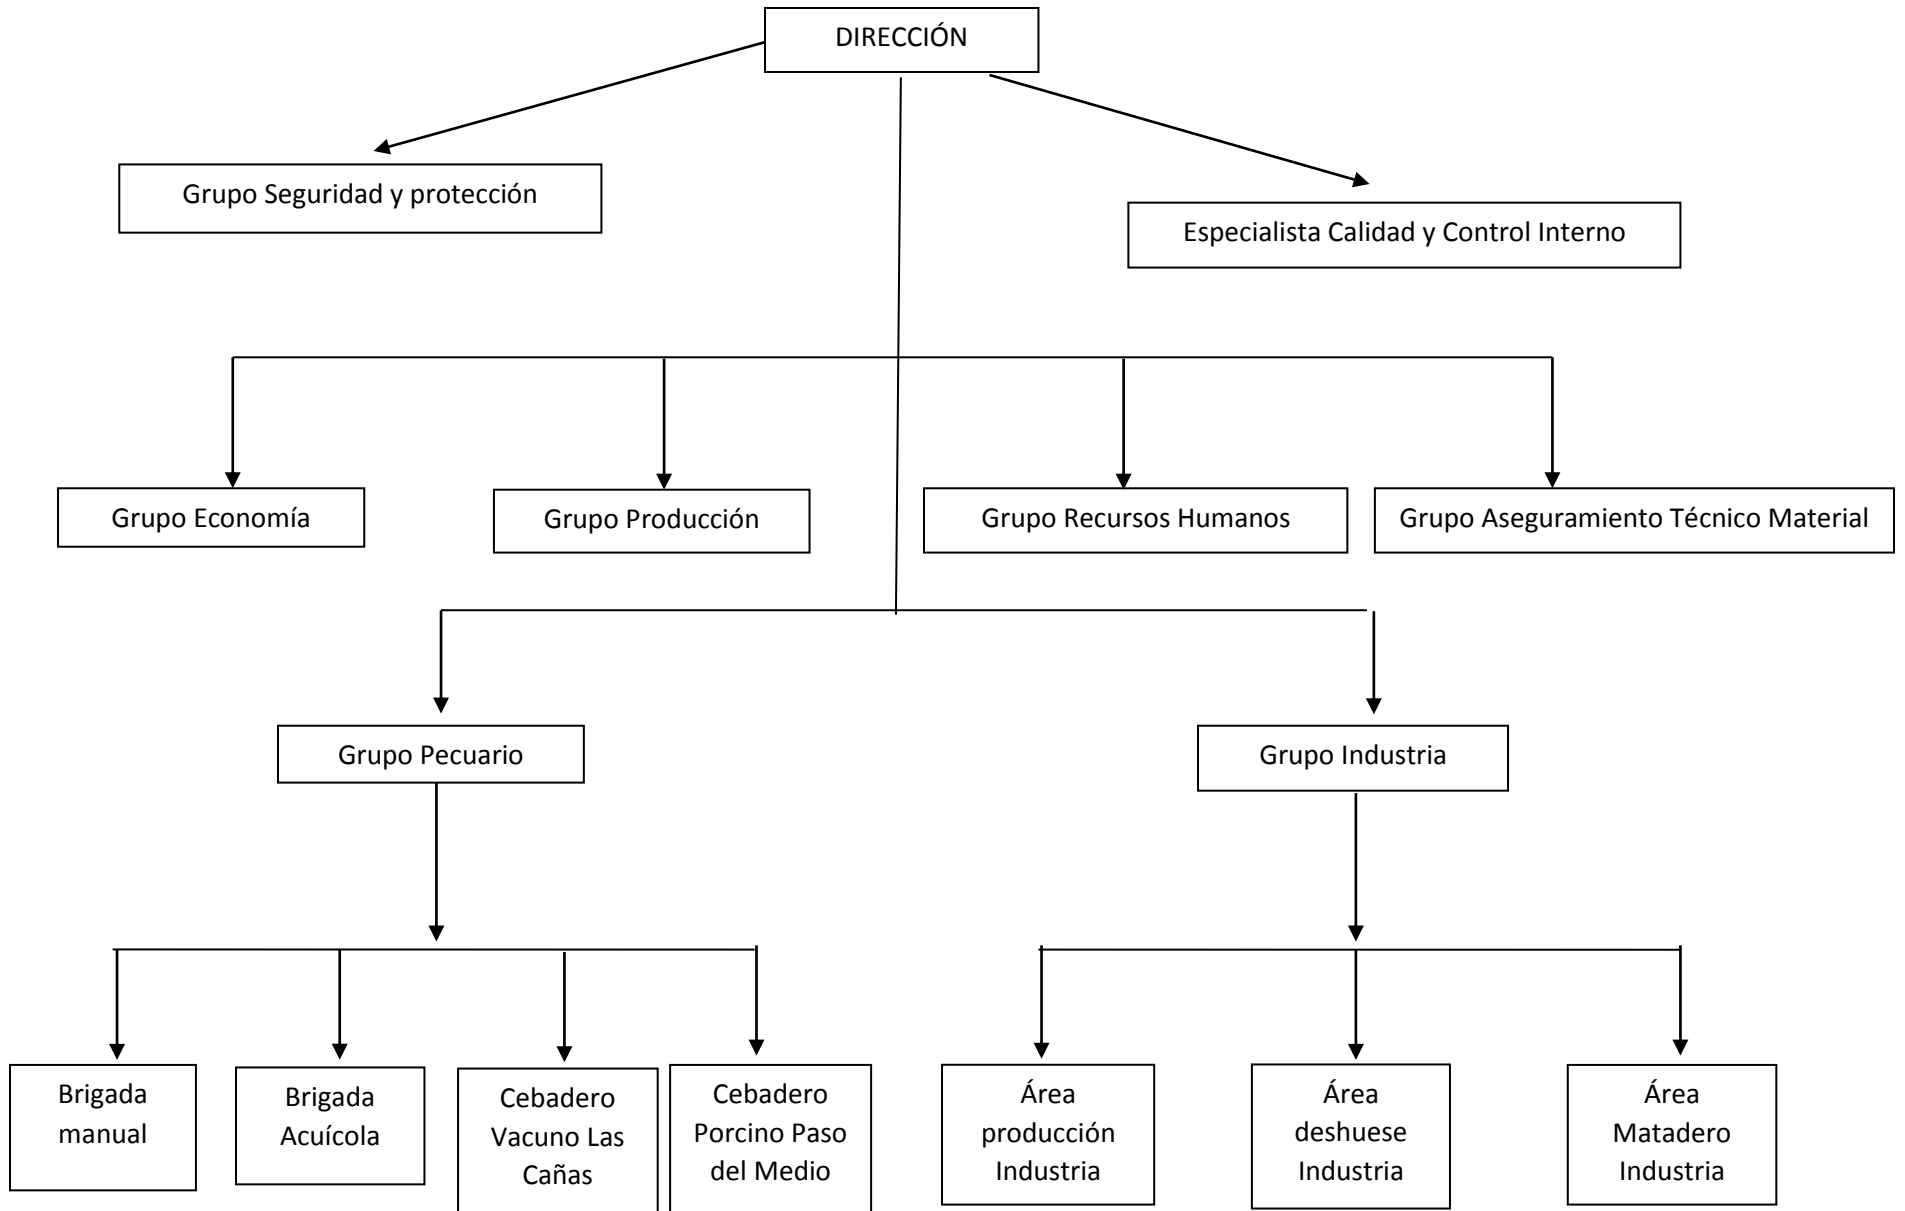 DIRECCIÓN
Grupo Seguridad y protección
Especialista Calidad y Control Interno
Grupo Economía
Grupo Producción
Grupo Recursos Humanos
Grupo Aseguramiento Técnico Material
Grupo Pecuario
Grupo Industria
Brigada
manual
Brigada
Acuícola
Cebadero
Vacuno Las
Cañas
Cebadero
Porcino Paso
del Medio
Área
producción
Industria
Área
deshuese
Industria
Área
Matadero
Industria